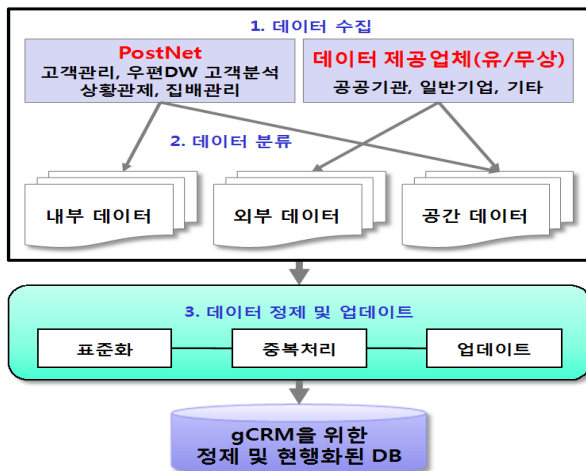 1. 데이터 수집
PostNet
고객관리, 우편DW 고객분석
상황관제, 집배관리
데이터 제공업체(유/무상)
공공기관, 일반기업, 기타
2. 데이터 분류
내부 데이터
외부 데이터
공간 데이터
3. 데이터 정제 및 업데이트
표준화
중복처리
업데이트
gCRM을 위한
정제 및 현행화된 DB